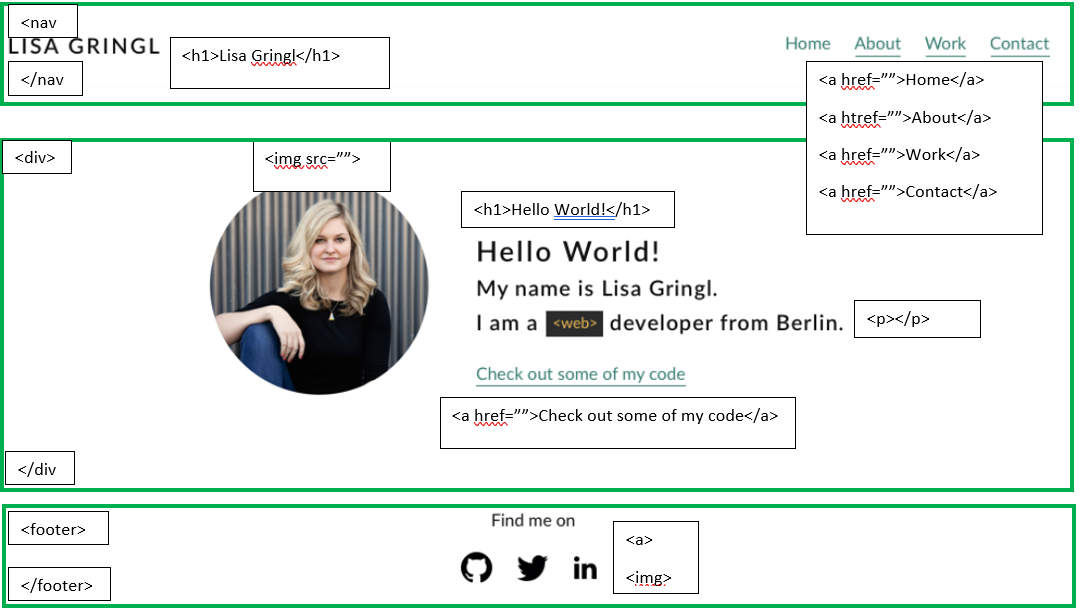 <nav
LISA GRINGL
<h1>Lisa Gringl</h1>
</nav
Home About Work Contact
<a href=””>Home</a>
<a htref=””>About</a>
<a href=””>Work</a>
<a href=””>Contact</a>
<div>
<img src=””>
<h1>Hello World!</h1>
Hello World!
My name is Lisa Gringl.
I am a <web> developer from Berlin.
<p></p>
Check out some of my code
<a href=””>Check out some of my code</a>
</div
<footer>
Find me on
in
<a>
<img>
</footer>